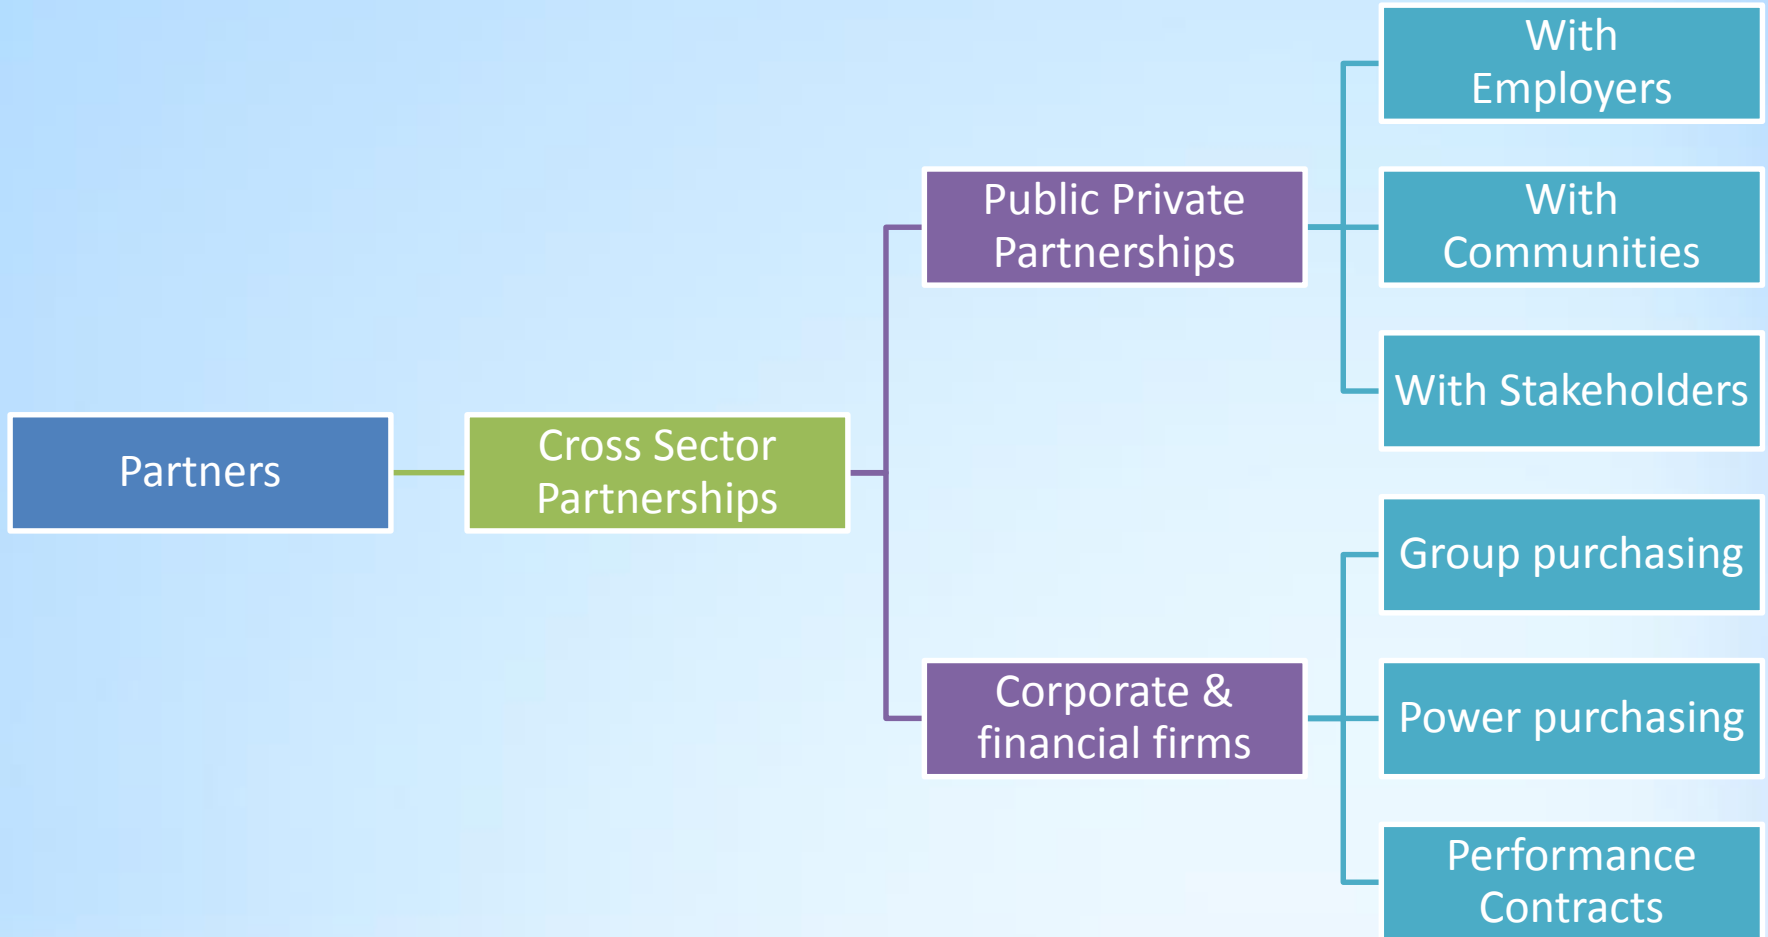 Partners
Cross Sector
Partnerships
Public Private
Partnerships
With
Employers
With
Communities
With Stakeholders
Corporate &
financial firms
Group purchasing
Power purchasing
Performance
Contracts